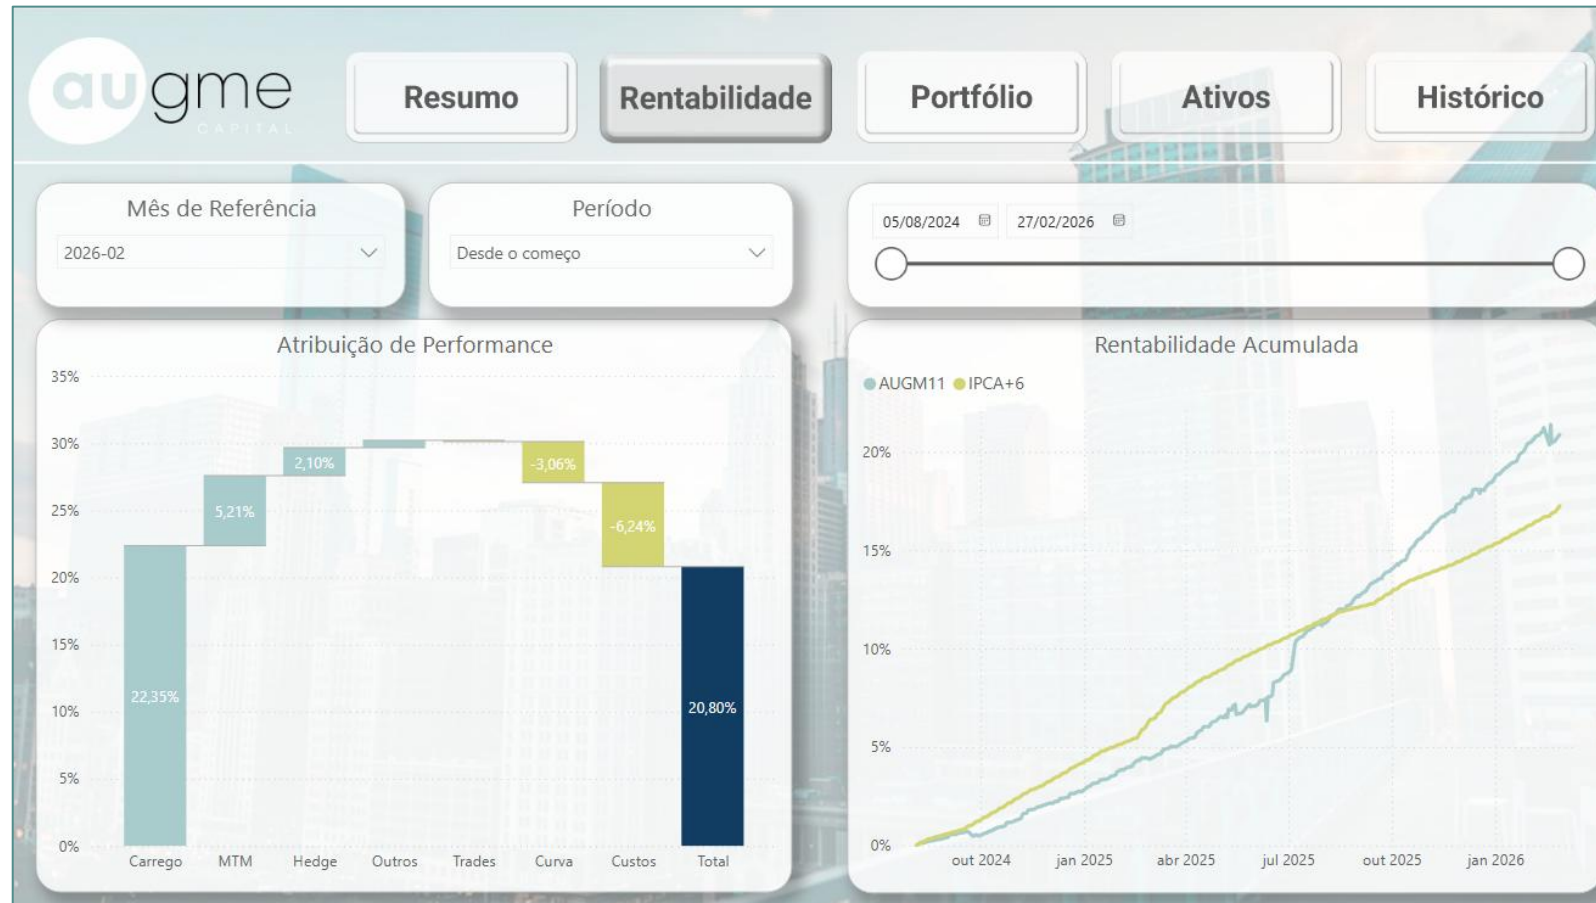 augme
CAPITAL
Resumo
Rentabilidade
Portfólio
Ativos
Histórico
Mês de Referência
2026-02
Período
Desde o começo
05/08/2024
27/02/2026
Atribuição de Performance
35%
30%
25%
20%
15%
10%
5%
0%
22,35%
5,21%
2,10%
-3,06%
-6,24%
20,80%
Carrego
MTM
Hedge
Outros
Trades
Curva
Custos
Total
Rentabilidade Acumulada
AUGM11
IPCA+6
20%
15%
10%
5%
0%
out 2024
jan 2025
abr 2025
jul 2025
out 2025
jan 2026